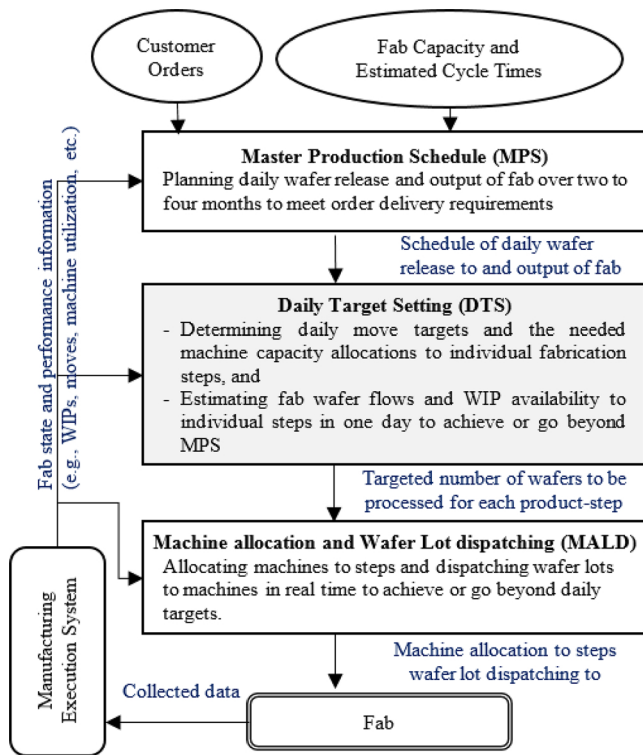 Customer
Orders
Fab Capacity and
Estimated Cycle Times
Master Production Schedule (MPS)
Planning daily wafer release and output of fab over two to
four months to meet order delivery requirements
Schedule of daily wafer
release to and output of fab
Daily Target Setting (DTS)
- Determining daily move targets and the needed
machine capacity allocations to individual fabrication
steps, and
- Estimating fab wafer flows and WIP availability to
individual steps in one day to achieve or go beyond
MPS
Targeted number of wafers to be
processed for each product-step
Machine allocation and Wafer Lot dispatching (MALD)
Allocating machines to steps and dispatching wafer lots
to machines in real time to achieve or go beyond daily
targets.
Machine allocation to steps
wafer lot dispatching to
Fab
Collected data
Manufacturing
Execution System
Fab state and performance information
(e.g., WIPs, moves, machine utilization, etc.)